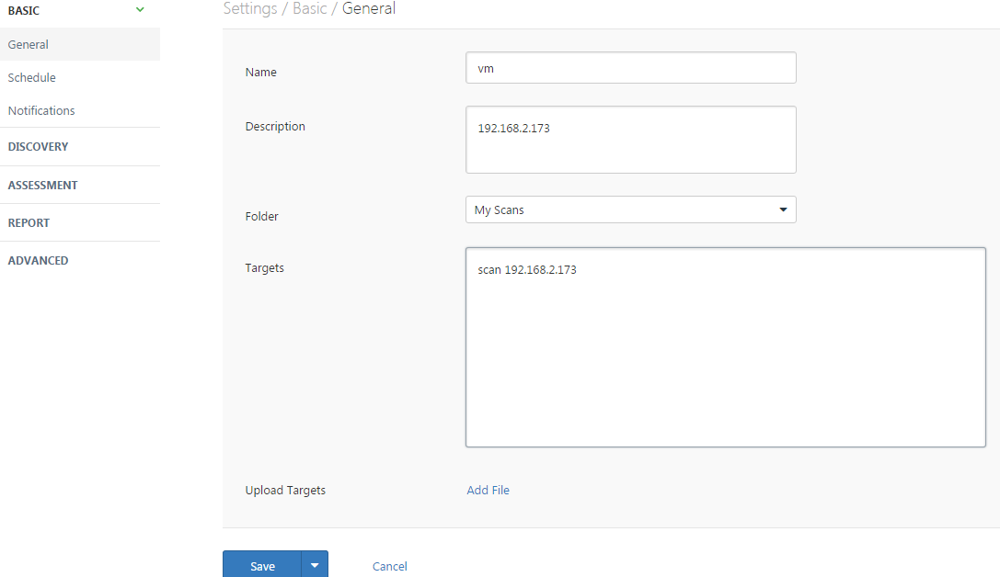 BASIC
General
Schedule
Notifications
DISCOVERY
ASSESSMENT
REPORT
ADVANCED
Settings / Basic / General
Name
vm
Description
192.168.2.173
Folder
My Scans
Targets
scan 192.168.2.173
Upload Targets
Add File
Save
Cancel